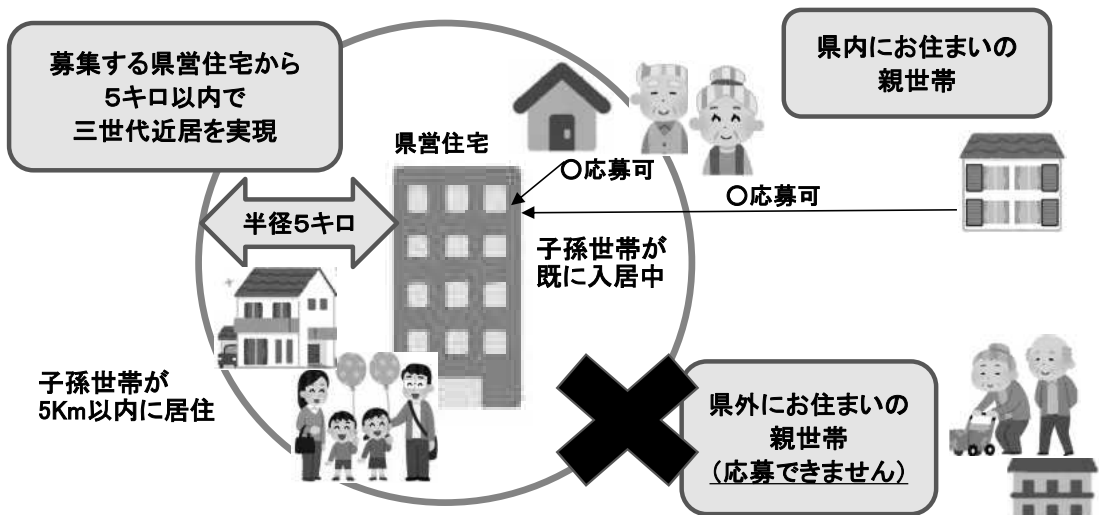 募集する県営住宅から
5キロ以内で
三世代近居を実現
県内にお住まいの
親世帯
県営住宅
〇応募可
〇応募可
半径5キロ
子孫世帯が
既に入居中
子孫世帯が
5Km以内に居住
県外にお住まいの
親世帯
（応募できません）